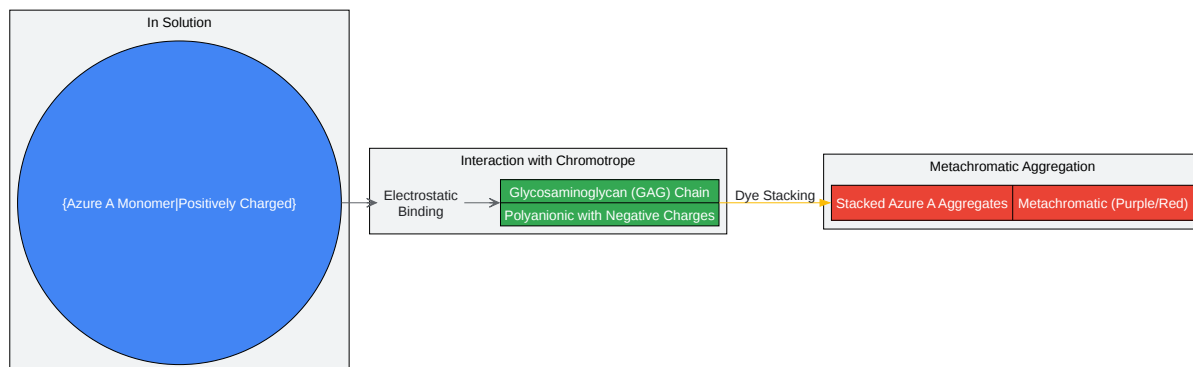 In Solution
{Azure A Monomer|Positively Charged}
Interaction with Chromotrope
Electrostatic
Binding
Glycosaminoglycan (GAG) Chain
Polyanionic with Negative Charges
Dye Stacking
Metachromatic Aggregation
Stacked Azure A Aggregates
Metachromatic (Purple/Red)